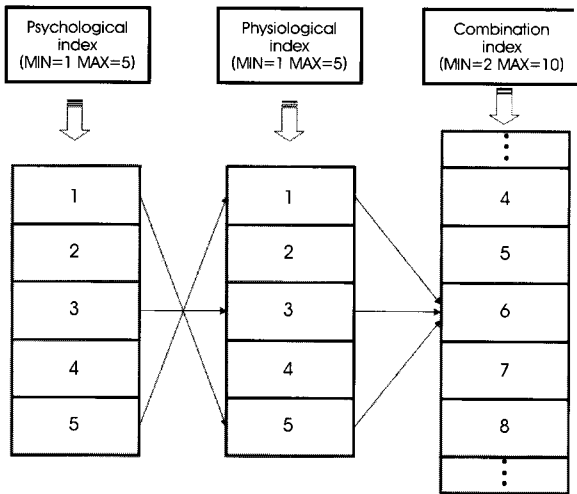 Psychological
index
(MIN=1 MAX=5)
Physiological
index
(MIN=1 MAX=5)
Combination
index
(MIN=2 MAX=10)
1
2
3
4
5
1
2
3
4
5
4
5
6
7
8